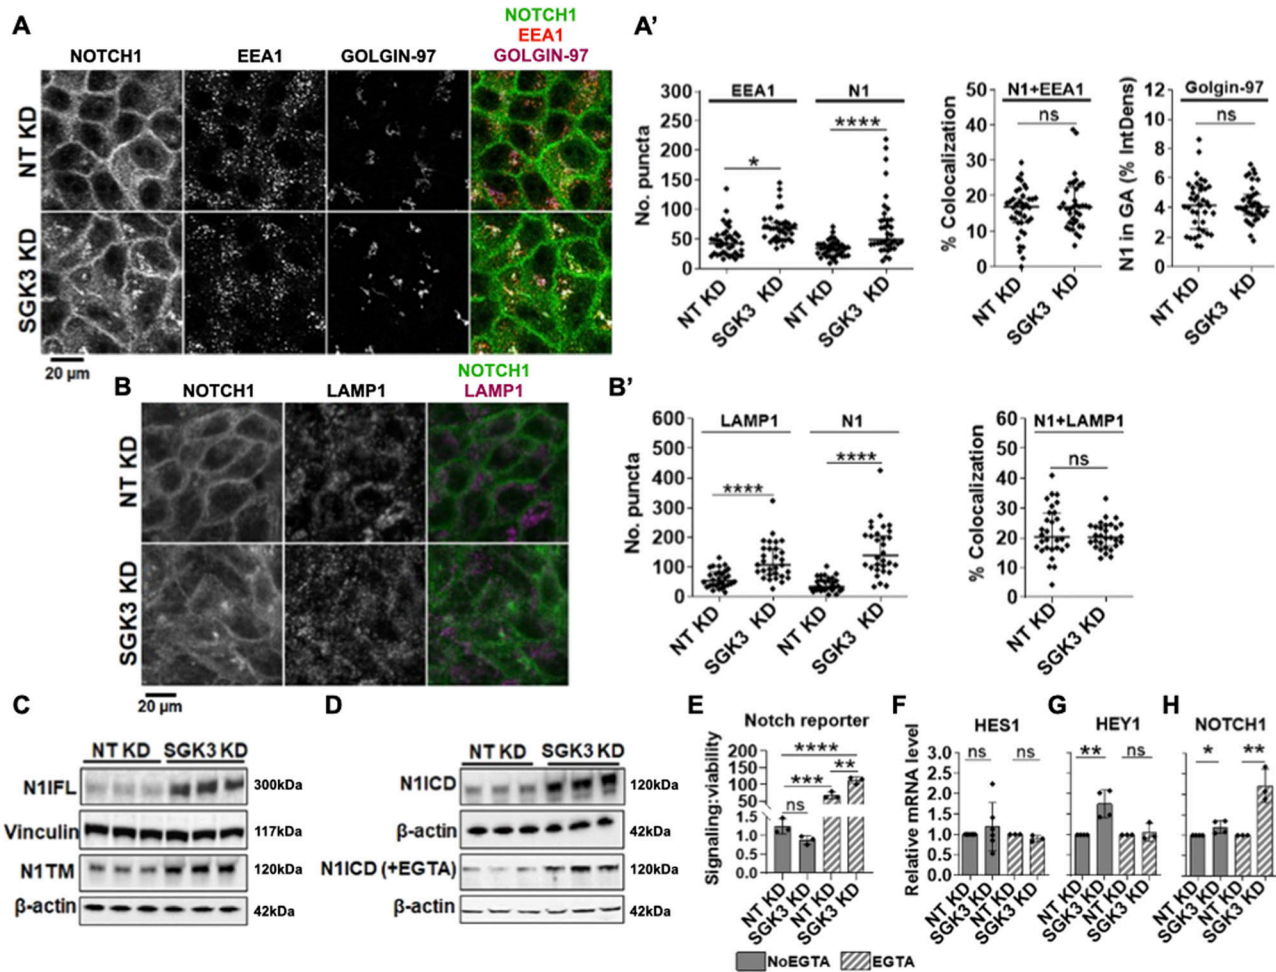 A
NOTCH1
EEA1
GOLGIN-97
NOTCH1
EEA1
GOLGIN-97
NT KD
SGK3 KD
20 µm
A'
EEA1
N1
No. puncta
300
250
200
150
100
50
0
*
****
NT KD
SGK3 KD
NT KD
SGK3 KD
N1+EEA1
% Colocalization
50
40
30
20
10
0
ns
NT KD
SGK3 KD
Golgin-97
N1 in GA (% IntDens)
12
10
8
6
4
2
0
ns
NT KD
SGK3 KD
B
NOTCH1
LAMP1
NOTCH1
LAMP1
NT KD
SGK3 KD
20 µm
B'
LAMP1
N1
No. puncta
600
500
400
300
200
100
0
****
****
NT KD
SGK3 KD
NT KD
SGK3 KD
N1+LAMP1
% Colocalization
60
50
40
30
20
10
0
ns
NT KD
SGK3 KD
C
NT KD SGK3 KD
N1IFL 300kDa
Vinculin 117kDa
N1TM 120kDa
β-actin 42kDa
D
NT KD SGK3 KD
N1ICD 120kDa
β-actin 42kDa
N1ICD (+EGTA) 120kDa
β-actin 42kDa
E
Notch reporter
Signaling:viability
200
150
100
50
1.5
1.0
0.5
0.0
****
**
***
ns
NT KD
SGK3 KD
NT KD
SGK3 KD
F
HES1
Relative mRNA level
3.0
2.5
2.0
1.5
1.0
0.5
0.0
ns
ns
NT KD
SGK3 KD
NT KD
SGK3 KD
G
HEY1
**
ns
NT KD
SGK3 KD
NT KD
SGK3 KD
H
NOTCH1
*
**
NT KD
SGK3 KD
NT KD
SGK3 KD
NoEGTA EGTA